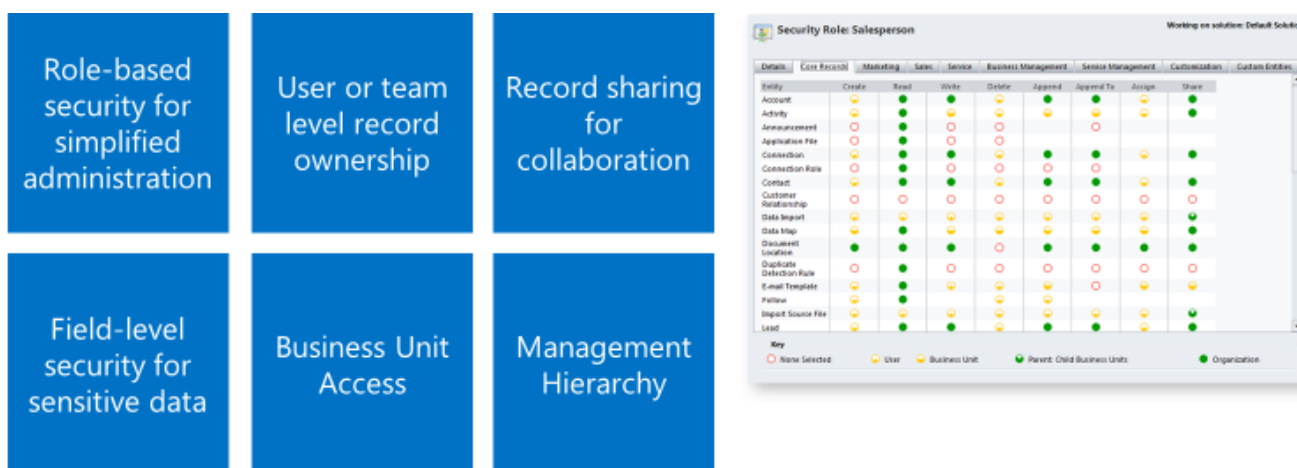 Role-based
security for
simplified
administration
User or team
level record
ownership
Record sharing
for
collaboration
Field-level
security for
sensitive data
Business Unit
Access
Management
Hierarchy
Security Role: Salesperson
Working on solution: Default Solutio
Details Core Records Marketing Sales Service Business Management Service Management Customization Custom Entities
Entity Create Read Write Delete Append Append To Assign Share
Account
Activity
Announcement
Application File
Connection
Connection Role
Contact
Customer
Relationship
Data Import
Data Map
Document
Location
Duplicate
Detection Rule
E-mail Template
Follow
Import Source File
Lead
Key
None Selected User Business Unit Parent: Child Business Units Organization